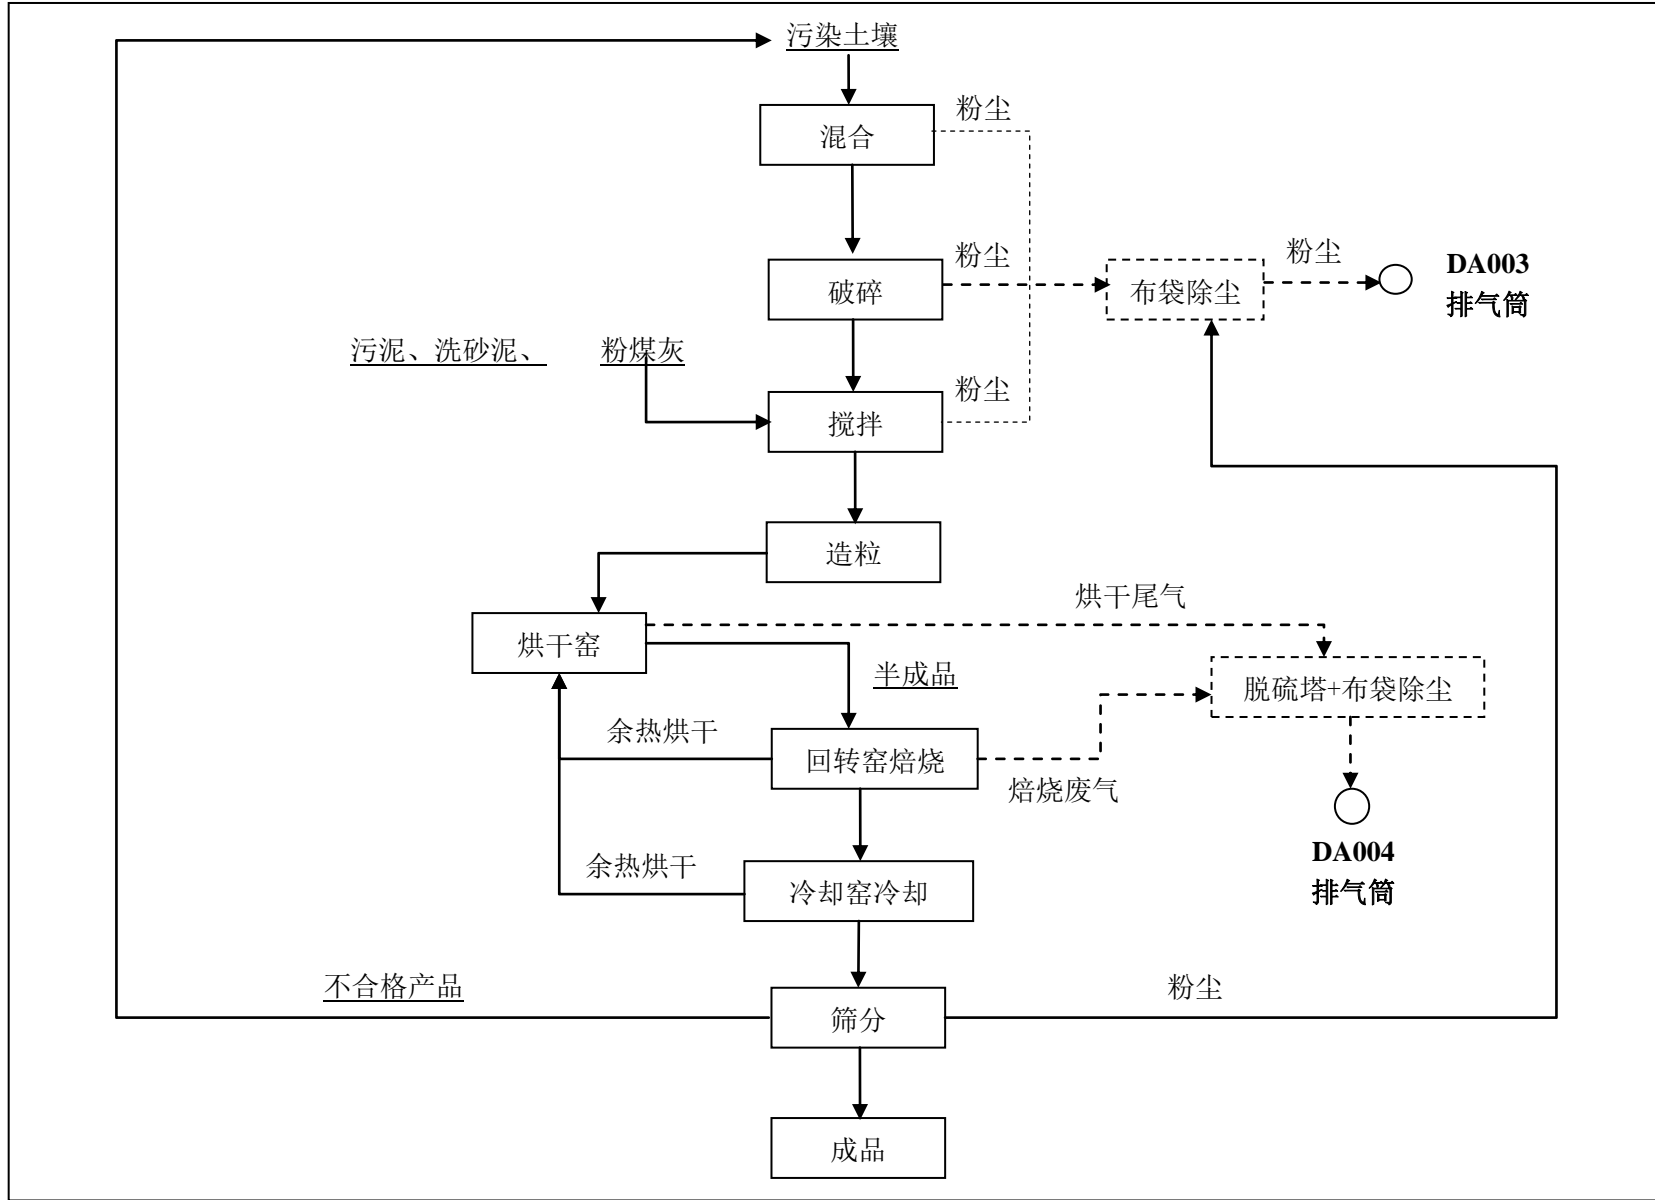 污染土壤
粉尘
混合
粉尘
粉尘
破碎
布袋除尘
DA003
排气筒
污泥、洗砂泥、 粉煤灰
粉尘
搅拌
造粒
烘干尾气
烘干窑
半成品
脱硫塔+布袋除尘
余热烘干
回转窑焙烧
焙烧废气
DA004
排气筒
余热烘干
冷却窑冷却
不合格产品
粉尘
筛分
成品